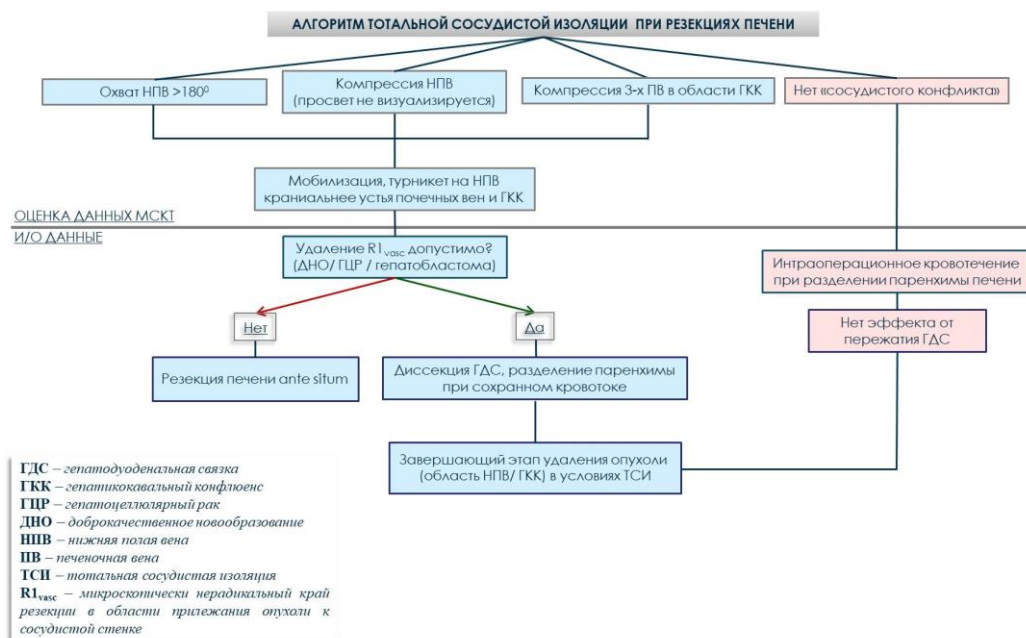 АЛГОРИТМ ТОТАЛЬНОЙ СОСУДИСТОЙ ИЗОЛЯЦИИ ПРИ РЕЗЕКЦИЯХ ПЕЧЕНИ
Охват НПВ >180⁰
Компрессия НПВ
(просвет не визуализируется)
Компрессия 3-х ПВ в области ГКК
Нет «сосудистого конфликта»
Мобилизация, турникет на НПВ
краниальнее устья почечных вен и ГКК
ОЦЕНКА ДАННЫХ МСКТ
И/О ДАННЫЕ
Удаление R1vasc допустимо?
(ДНО/ ГЦР / гепатобластома)
Интраоперационное кровотечение
при разделении паренхимы печени
Нет
Да
Нет эффекта от
пережатия ГДС
Резекция печени ante situm
Диссекция ГДС, разделение паренхимы
при сохранном кровотоке
Завершающий этап удаления опухоли
(область НПВ/ ГКК) в условиях ТСИ
ГДС – гепатодуоденальная связка
ГКК – гепатикокавальный конфлюенс
ГЦР – гепатоцеллюлярный рак
ДНО – доброкачественное новообразование
НПВ – нижняя полая вена
ПВ – печеночная вена
ТСИ – тотальная сосудистая изоляция
R1vasc – микроскопически нерадикальный край
резекции в области прилежания опухоли к
сосудистой стенке